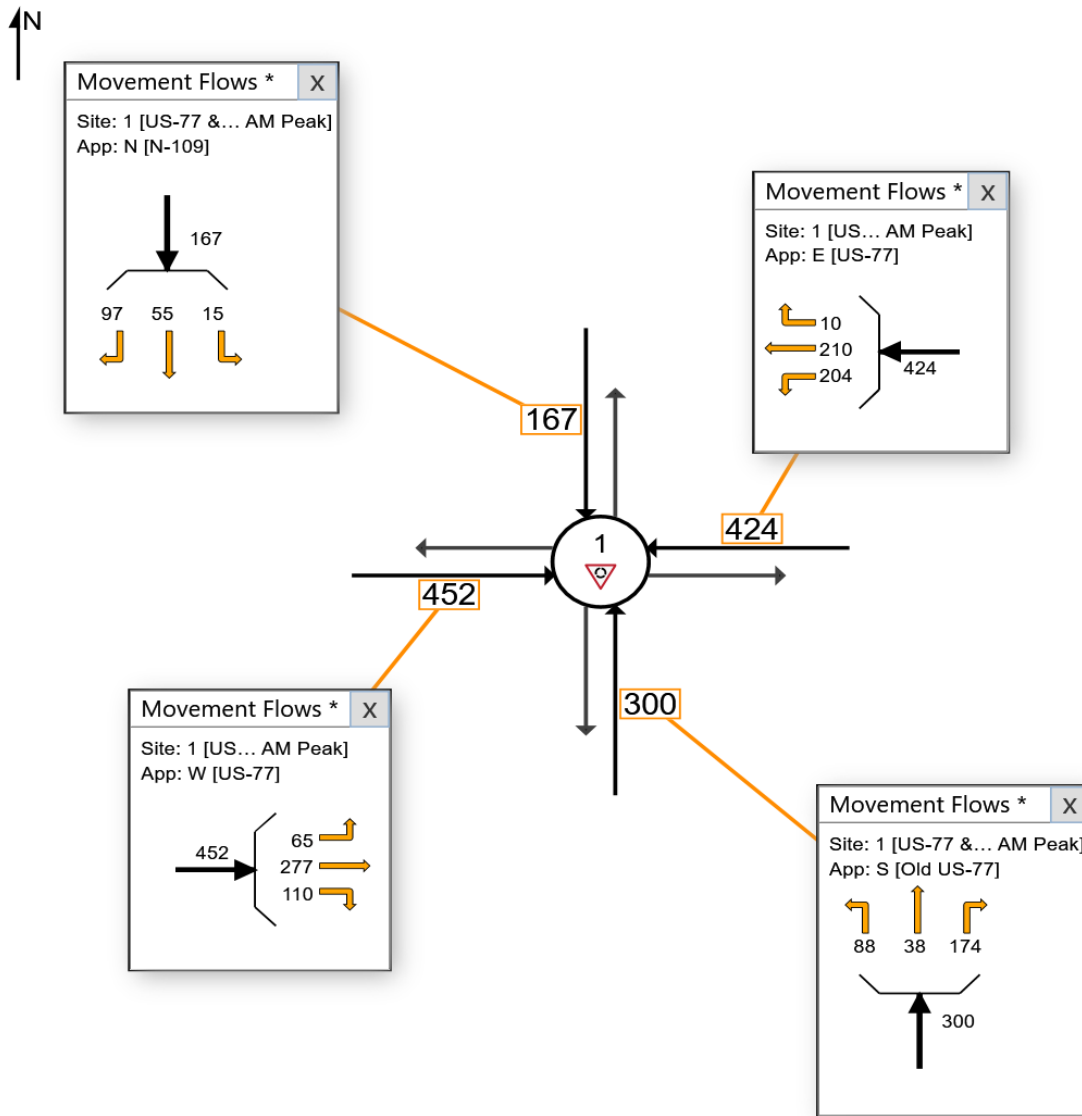 N
Movement Flows * X
Site: 1 [US-77 &... AM Peak]
App: N [N-109]
167
97 55 15
Movement Flows * X
Site: 1 [US... AM Peak]
App: E [US-77]
10
210
204
424
167
424
1
452
300
Movement Flows * X
Site: 1 [US... AM Peak]
App: W [US-77]
452
65
277
110
Movement Flows * X
Site: 1 [US-77 &... AM Peak]
App: S [Old US-77]
88 38 174
300